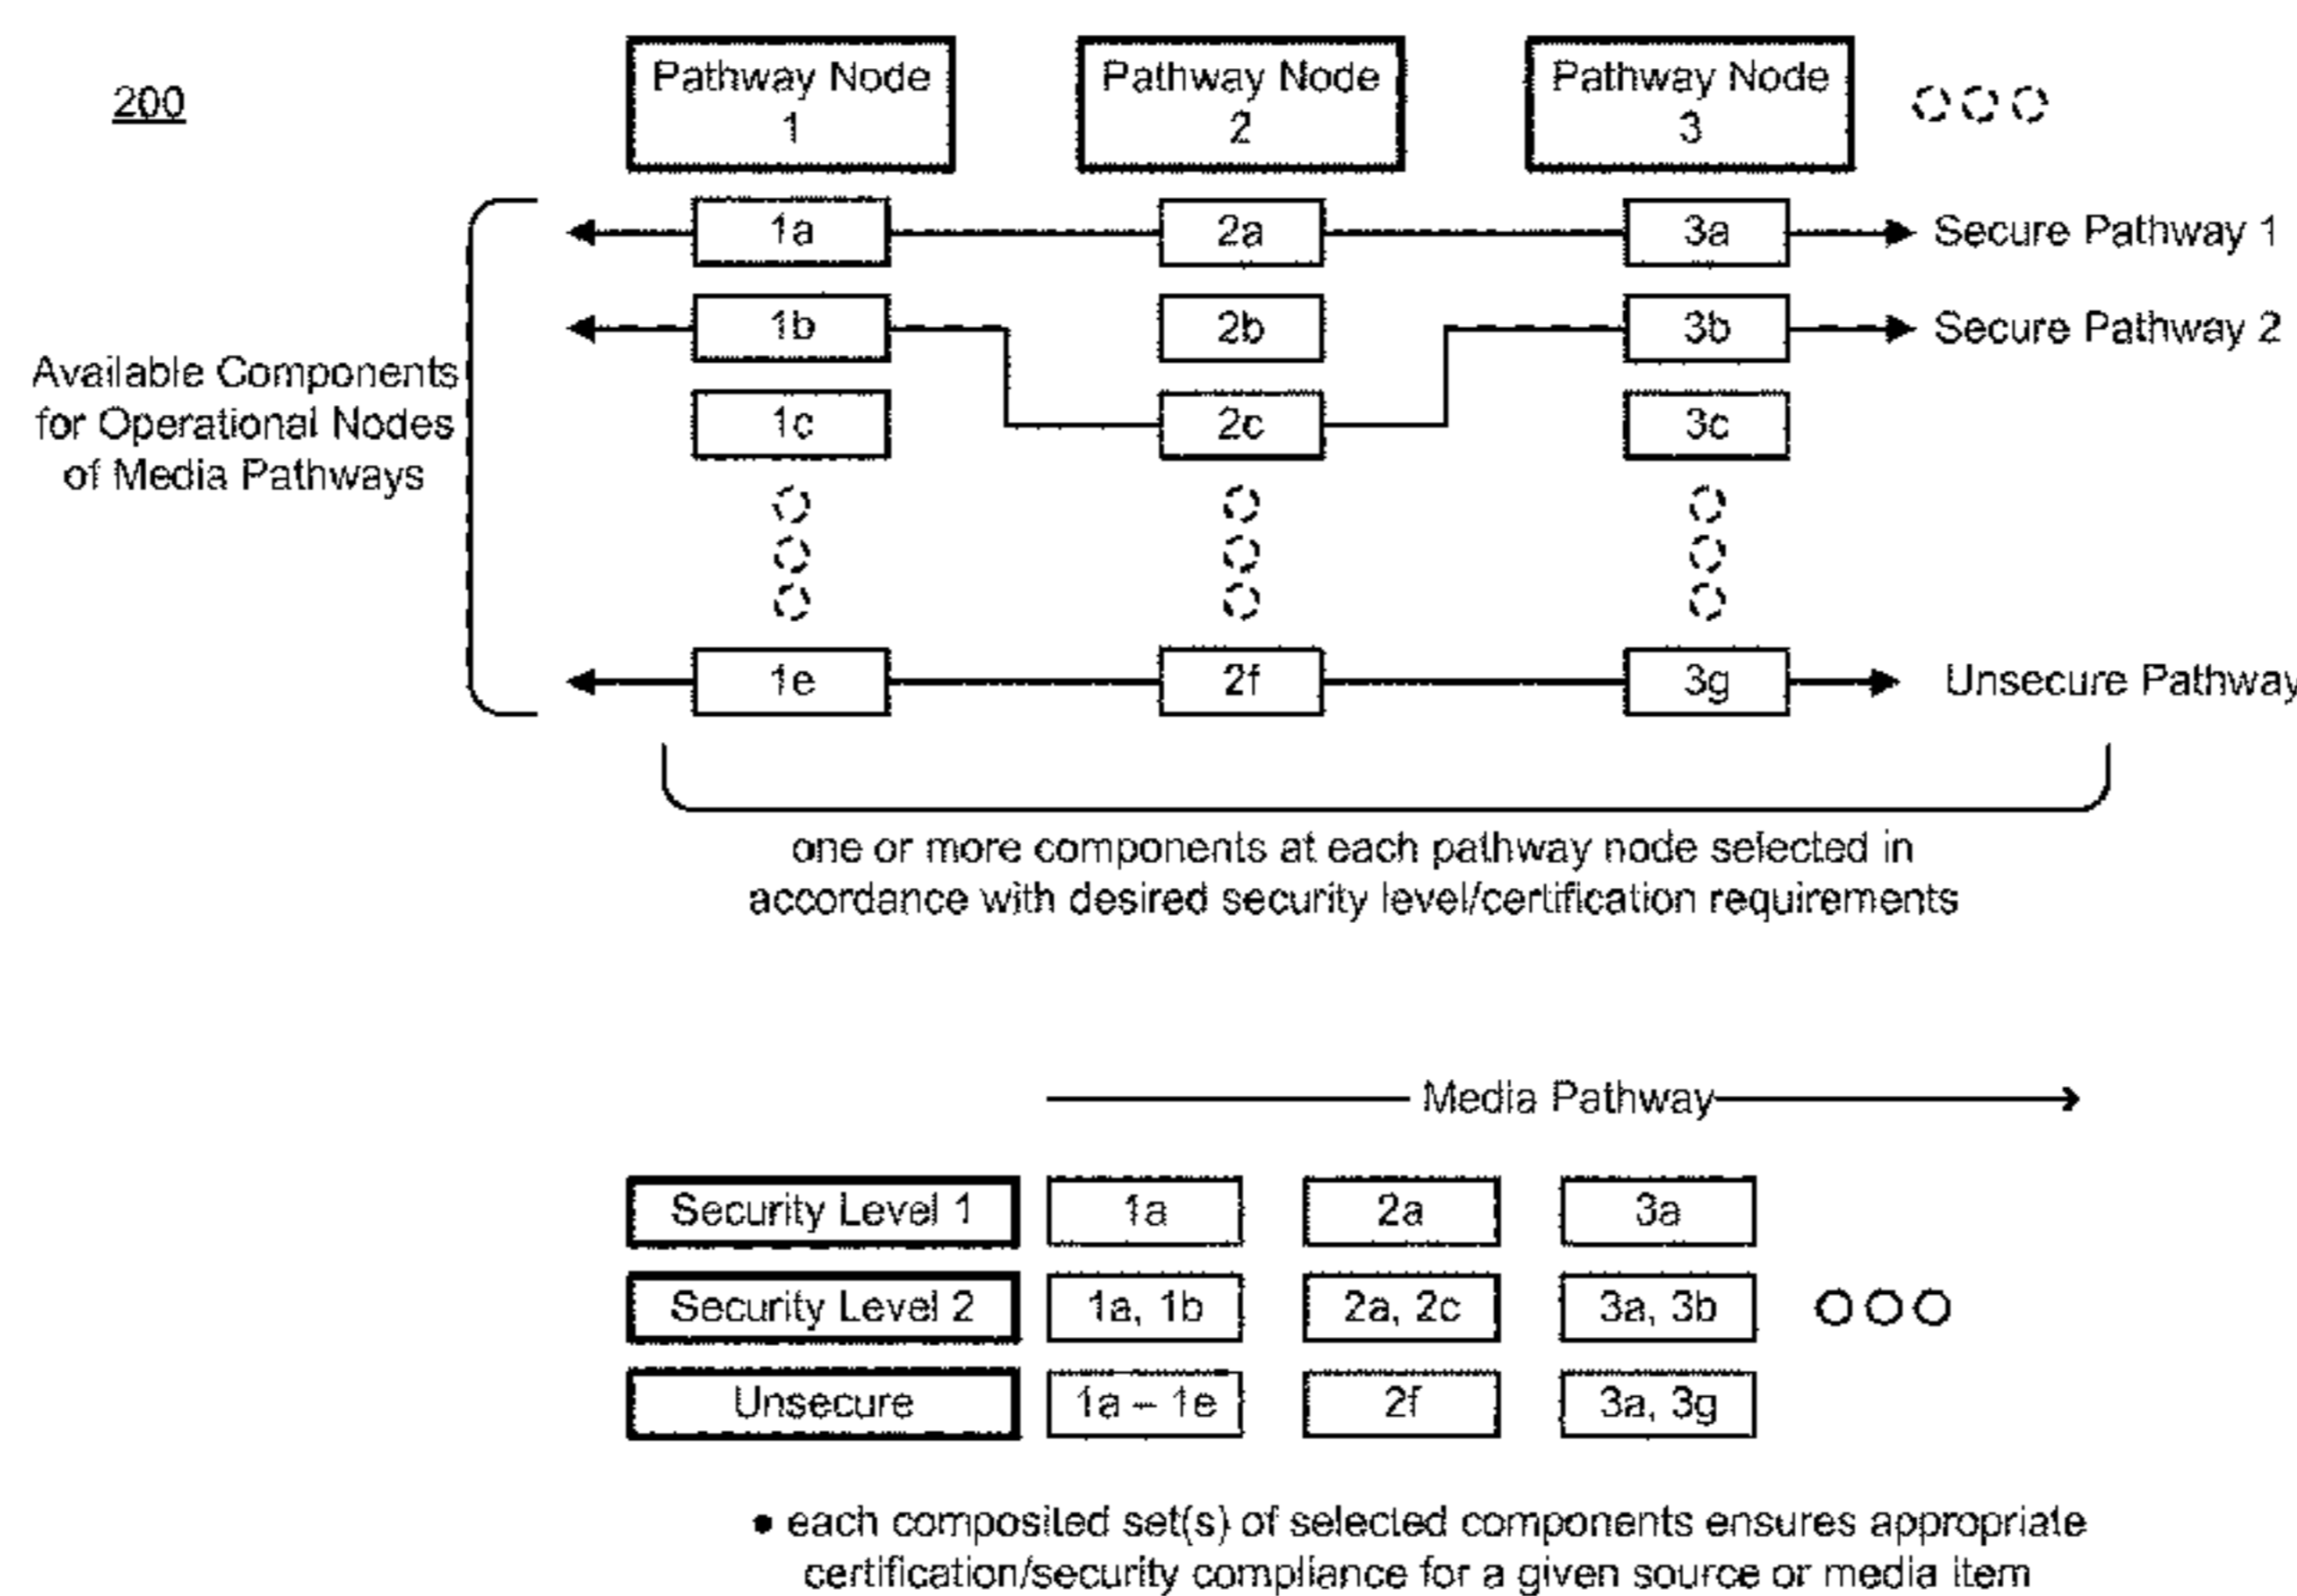 200
Pathway Node
1
Pathway Node
2
Pathway Node
3
1a
2a
3a
Secure Pathway 1
1b
2b
3b
Secure Pathway 2
1c
2c
3c
Available Components
for Operational Nodes
of Media Pathways
1e
2f
3g
Unsecure Pathway
one or more components at each pathway node selected in
accordance with desired security level/certification requirements
Media Pathway
Security Level 1
1a
2a
3a
Security Level 2
1a, 1b
2a, 2c
3a, 3b
Unsecure
1a – 1e
2f
3a, 3g
• each composited set(s) of selected components ensures appropriate
certification/security compliance for a given source or media item